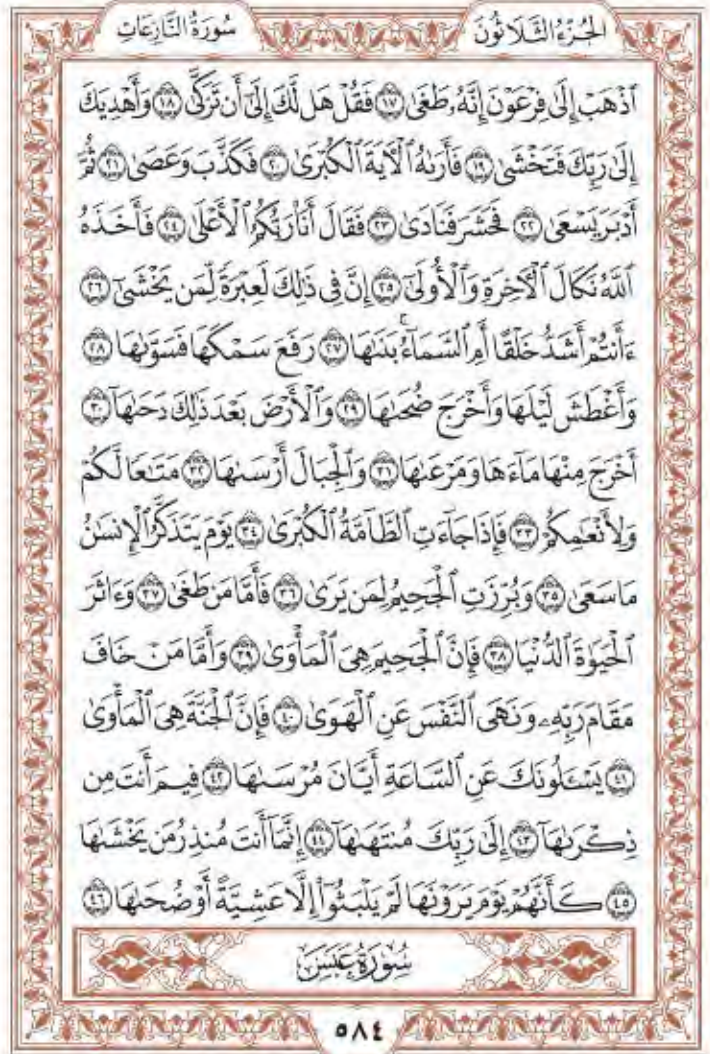 سُورَةُ النَّازِعَاتِ
الجُزْءُ الثَّلَاثُونَ
ٱذْهَبْ إِلَىٰ فِرْعَوْنَ إِنَّهُۥ طَغَىٰ ١٧ فَقُلْ هَل لَّكَ إِلَىٰٓ أَن تَزَكَّىٰ ١٨ وَأَهْدِيَكَ
إِلَىٰ رَبِّكَ فَتَخْشَىٰ ١٩ فَأَرَىٰهُ ٱلْأٓيَةَ ٱلْكُبْرَىٰ ٢٠ فَكَذَّبَ وَعَصَىٰ ٢١ ثُمَّ
أَدْبَرَ يَسْعَىٰ ٢٢ فَحَشَرَ فَنَادَىٰ ٢٣ فَقَالَ أَنَا۠ رَبُّكُمُ ٱلْأَعْلَىٰ ٢٤ فَأَخَذَهُ
ٱللَّهُ نَكَالَ ٱلْأٓخِرَةِ وَٱلْأُولَىٰٓ ٢٥ إِنَّ فِى ذَٰلِكَ لَعِبْرَةً لِّمَن يَخْشَىٰٓ ٢٦
ءَأَنتُمْ أَشَدُّ خَلْقًا أَمِ ٱلسَّمَآءُ ۚ بَنَىٰهَا ٢٧ رَفَعَ سَمْكَهَا فَسَوَّىٰهَا ٢٨
وَأَغْطَشَ لَيْلَهَا وَأَخْرَجَ ضُحَىٰهَا ٢٩ وَٱلْأَرْضَ بَعْدَ ذَٰلِكَ دَحَىٰهَآ ٣٠
أَخْرَجَ مِنْهَا مَآءَهَا وَمَرْعَىٰهَا ٣١ وَٱلْجِبَالَ أَرْسَىٰهَا ٣٢ مَتَٰعًا لَّكُمْ
وَلِأَنْعَٰمِكُمْ ٣٣ فَإِذَا جَآءَتِ ٱلطَّآمَّةُ ٱلْكُبْرَىٰ ٣٤ يَوْمَ يَتَذَكَّرُ ٱلْإِنسَٰنُ
مَا سَعَىٰ ٣٥ وَبُرِّزَتِ ٱلْجَحِيمُ لِمَن يَرَىٰ ٣٦ فَأَمَّا مَن طَغَىٰ ٣٧ وَءَاثَرَ
ٱلْحَيَوٰةَ ٱلدُّنْيَا ٣٨ فَإِنَّ ٱلْجَحِيمَ هِىَ ٱلْمَأْوَىٰ ٣٩ وَأَمَّا مَنْ خَافَ
مَقَامَ رَبِّهِۦ وَنَهَى ٱلنَّفْسَ عَنِ ٱلْهَوَىٰ ٤٠ فَإِنَّ ٱلْجَنَّةَ هِىَ ٱلْمَأْوَىٰ
٤١ يَسْـَٔلُونَكَ عَنِ ٱلسَّاعَةِ أَيَّانَ مُرْسَىٰهَا ٤٢ فِيمَ أَنتَ مِن
ذِكْرَىٰهَآ ٤٣ إِلَىٰ رَبِّكَ مُنتَهَىٰهَآ ٤٤ إِنَّمَآ أَنتَ مُنذِرُ مَن يَخْشَىٰهَا
٤٥ كَأَنَّهُمْ يَوْمَ يَرَوْنَهَا لَمْ يَلْبَثُوٓا۟ إِلَّا عَشِيَّةً أَوْ ضُحَىٰهَا ٤٦
سُورَةُ عَبَسَ
٥٨٤